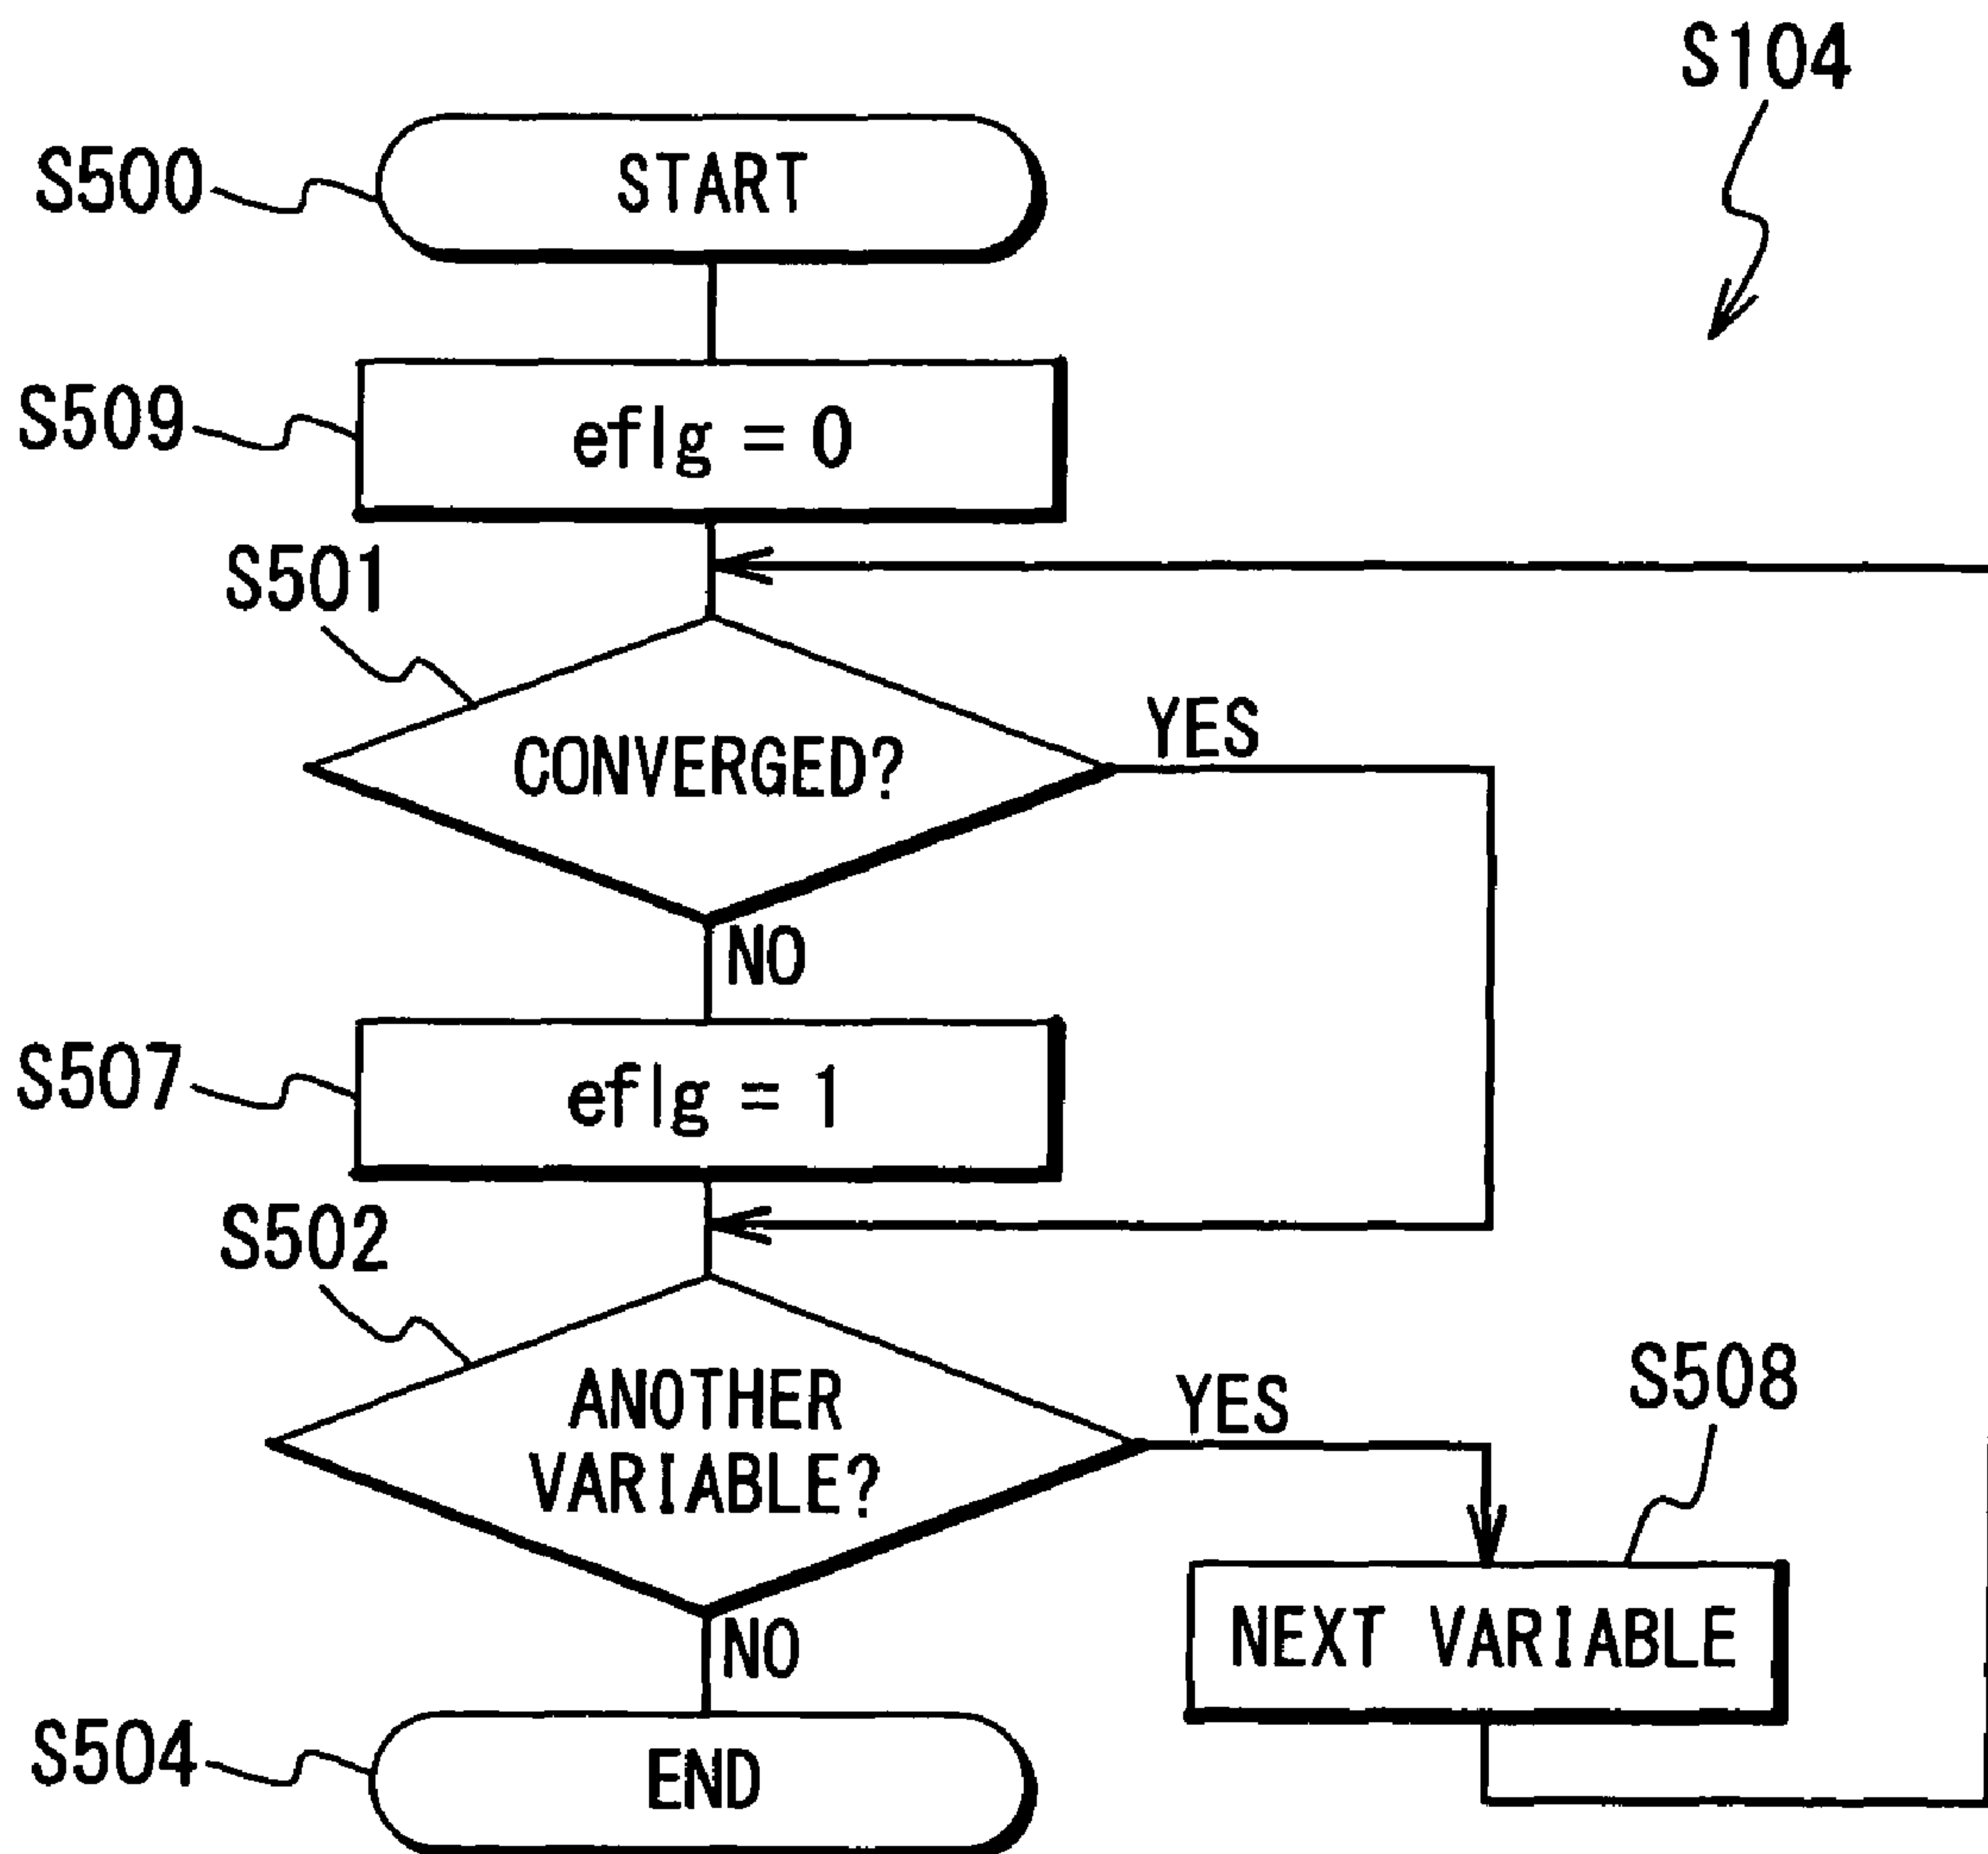 S104
S500
START
S509
eflg = 0
S501
CONVERGED?
YES
NO
S507
eflg = 1
S502
ANOTHER
VARIABLE?
YES
S508
NEXT VARIABLE
NO
S504
END